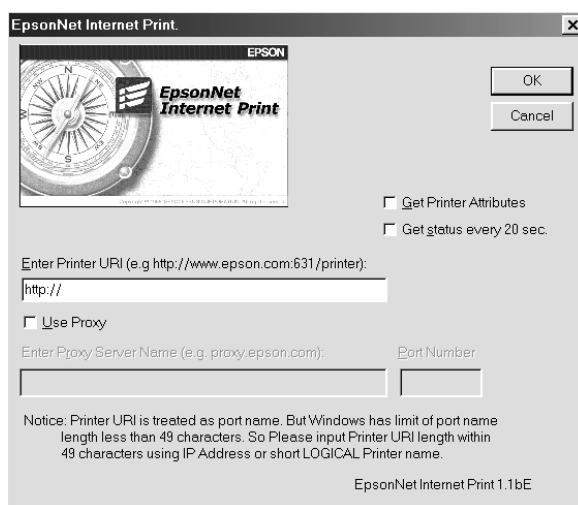 EpsonNet Internet Print.
EPSON
EpsonNet
Internet Print
N
E
S
W
OK
Cancel
Get Printer Attributes
Get status every 20 sec.
Enter Printer URI (e.g http://www.epson.com:631/printer):
http://
Use Proxy
Enter Proxy Server Name (e.g. proxy.epson.com):
Port Number
Notice: Printer URI is treated as port name. But Windows has limit of port name
length less than 49 characters. So Please input Printer URI length within
49 characters using IP Address or short LOGICAL Printer name.
EpsonNet Internet Print 1.1bE